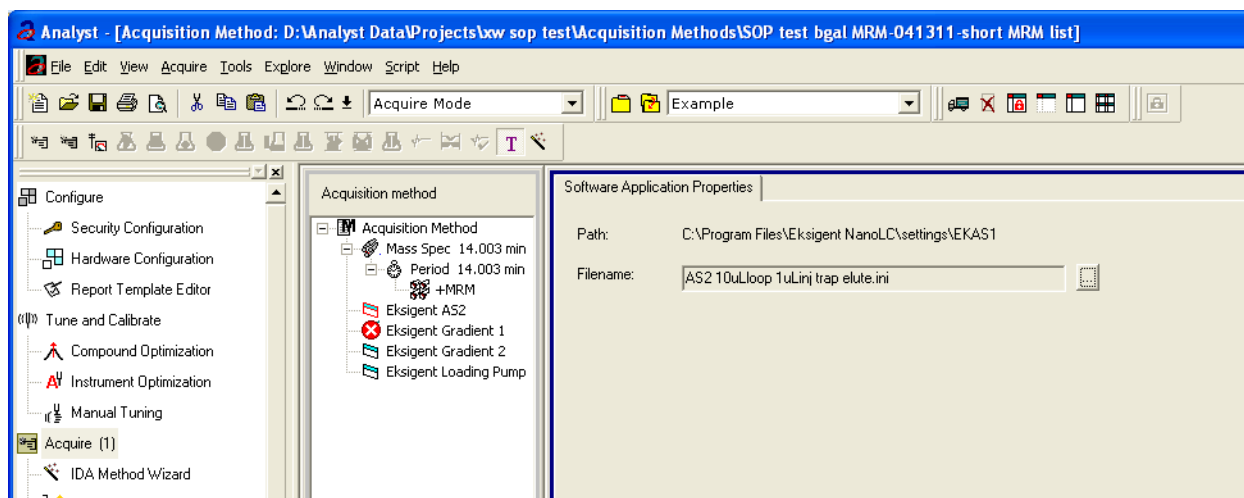 Analyst - [Acquisition Method: D:\Analyst Data\Projects\xw sop test\Acquisition Methods\SOP test bgal MRM-041311-short MRM list]
File Edit View Acquire Tools Explore Window Script Help
Acquire Mode
Example
T
Configure
Security Configuration
Hardware Configuration
Report Template Editor
Tune and Calibrate
Compound Optimization
Instrument Optimization
Manual Tuning
Acquire (1)
IDA Method Wizard
Acquisition method
Acquisition Method
Mass Spec 14.003 min
Period 14.003 min
+MRM
Eksigent AS2
Eksigent Gradient 1
Eksigent Gradient 2
Eksigent Loading Pump
Software Application Properties
Path: C:\Program Files\Eksigent NanoLC\settings\EKAS1
Filename: AS2 10uLloop 1uLinj trap elute.ini
...